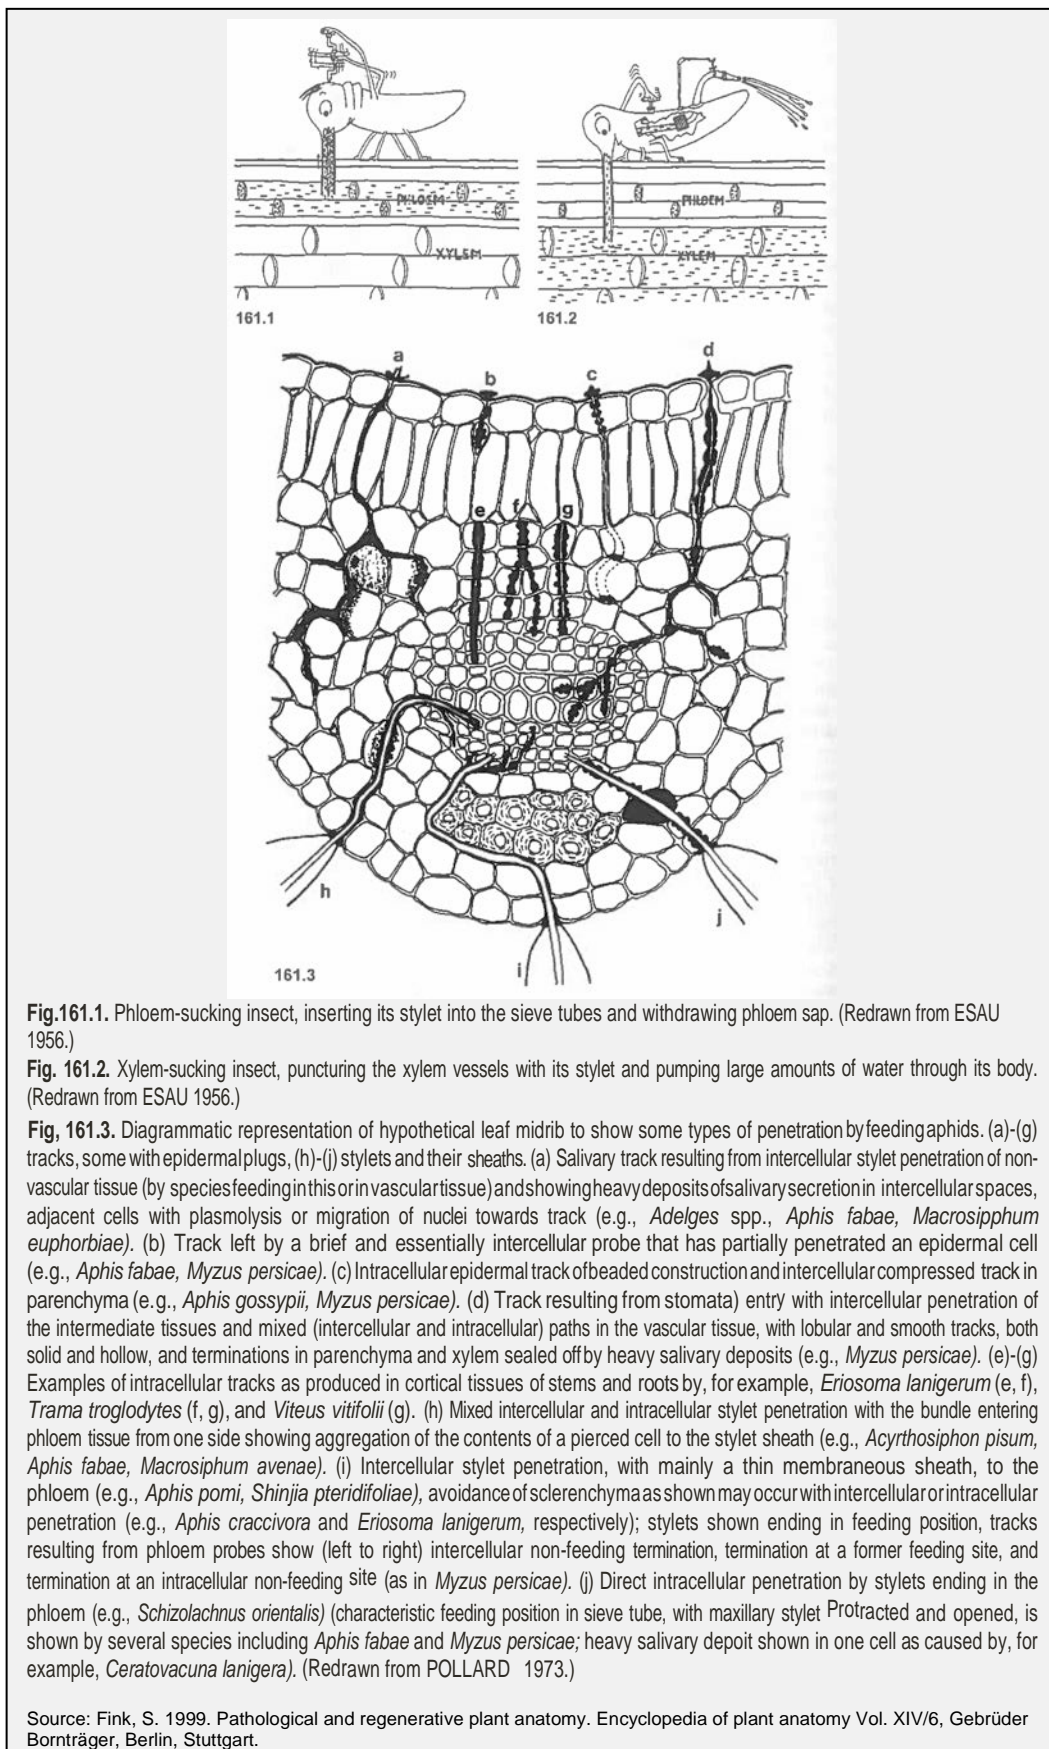 PHLOEM
XYLEM
PHLOEM
XYLEM
161.1
161.2
a
b
c
d
e
f
g
h
i
j
161.3
Fig.161.1. Phloem-sucking insect, inserting its stylet into the sieve tubes and withdrawing phloem sap. (Redrawn from ESAU
1956.)
Fig. 161.2. Xylem-sucking insect, puncturing the xylem vessels with its stylet and pumping large amounts of water through its body.
(Redrawn from ESAU 1956.)
Fig, 161.3. Diagrammatic representation of hypothetical leaf midrib to show some types of penetration by feeding aphids. (a)-(g)
tracks, some with epidermal plugs, (h)-(j) stylets and their sheaths. (a) Salivary track resulting from intercellular stylet penetration of non-
vascular tissue (by species feeding in this or in vascular tissue) and showing heavy deposits of salivary secretion in intercellular spaces,
adjacent cells with plasmolysis or migration of nuclei towards track (e.g., Adelges spp., Aphis fabae, Macrosipphum
euphorbiae). (b) Track left by a brief and essentially intercellular probe that has partially penetrated an epidermal cell
(e.g., Aphis fabae, Myzus persicae). (c) Intracellular epidermal track of beaded construction and intercellular compressed track in
parenchyma (e.g., Aphis gossypii, Myzus persicae). (d) Track resulting from stomata) entry with intercellular penetration of
the intermediate tissues and mixed (intercellular and intracellular) paths in the vascular tissue, with lobular and smooth tracks, both
solid and hollow, and terminations in parenchyma and xylem sealed off by heavy salivary deposits (e.g., Myzus persicae). (e)-(g)
Examples of intracellular tracks as produced in cortical tissues of stems and roots by, for example, Eriosoma lanigerum (e, f),
Trama troglodytes (f, g), and Viteus vitifolii (g). (h) Mixed intercellular and intracellular stylet penetration with the bundle entering
phloem tissue from one side showing aggregation of the contents of a pierced cell to the stylet sheath (e.g., Acyrthosiphon pisum,
Aphis fabae, Macrosiphum avenae). (i) Intercellular stylet penetration, with mainly a thin membraneous sheath, to the
phloem (e.g., Aphis pomi, Shinjia pteridifoliae), avoidance of sclerenchyma as shown may occur with intercellular or intracellular
penetration (e.g., Aphis craccivora and Eriosoma lanigerum, respectively); stylets shown ending in feeding position, tracks
resulting from phloem probes show (left to right) intercellular non-feeding termination, termination at a former feeding site, and
termination at an intracellular non-feeding site (as in Myzus persicae). (j) Direct intracellular penetration by stylets ending in the
phloem (e.g., Schizolachnus orientalis) (characteristic feeding position in sieve tube, with maxillary stylet Protracted and opened, is
shown by several species including Aphis fabae and Myzus persicae; heavy salivary depoit shown in one cell as caused by, for
example, Ceratovacuna lanigera). (Redrawn from POLLARD 1973.)
Source: Fink, S. 1999. Pathological and regenerative plant anatomy. Encyclopedia of plant anatomy Vol. XIV/6, Gebrüder
Bornträger, Berlin, Stuttgart.